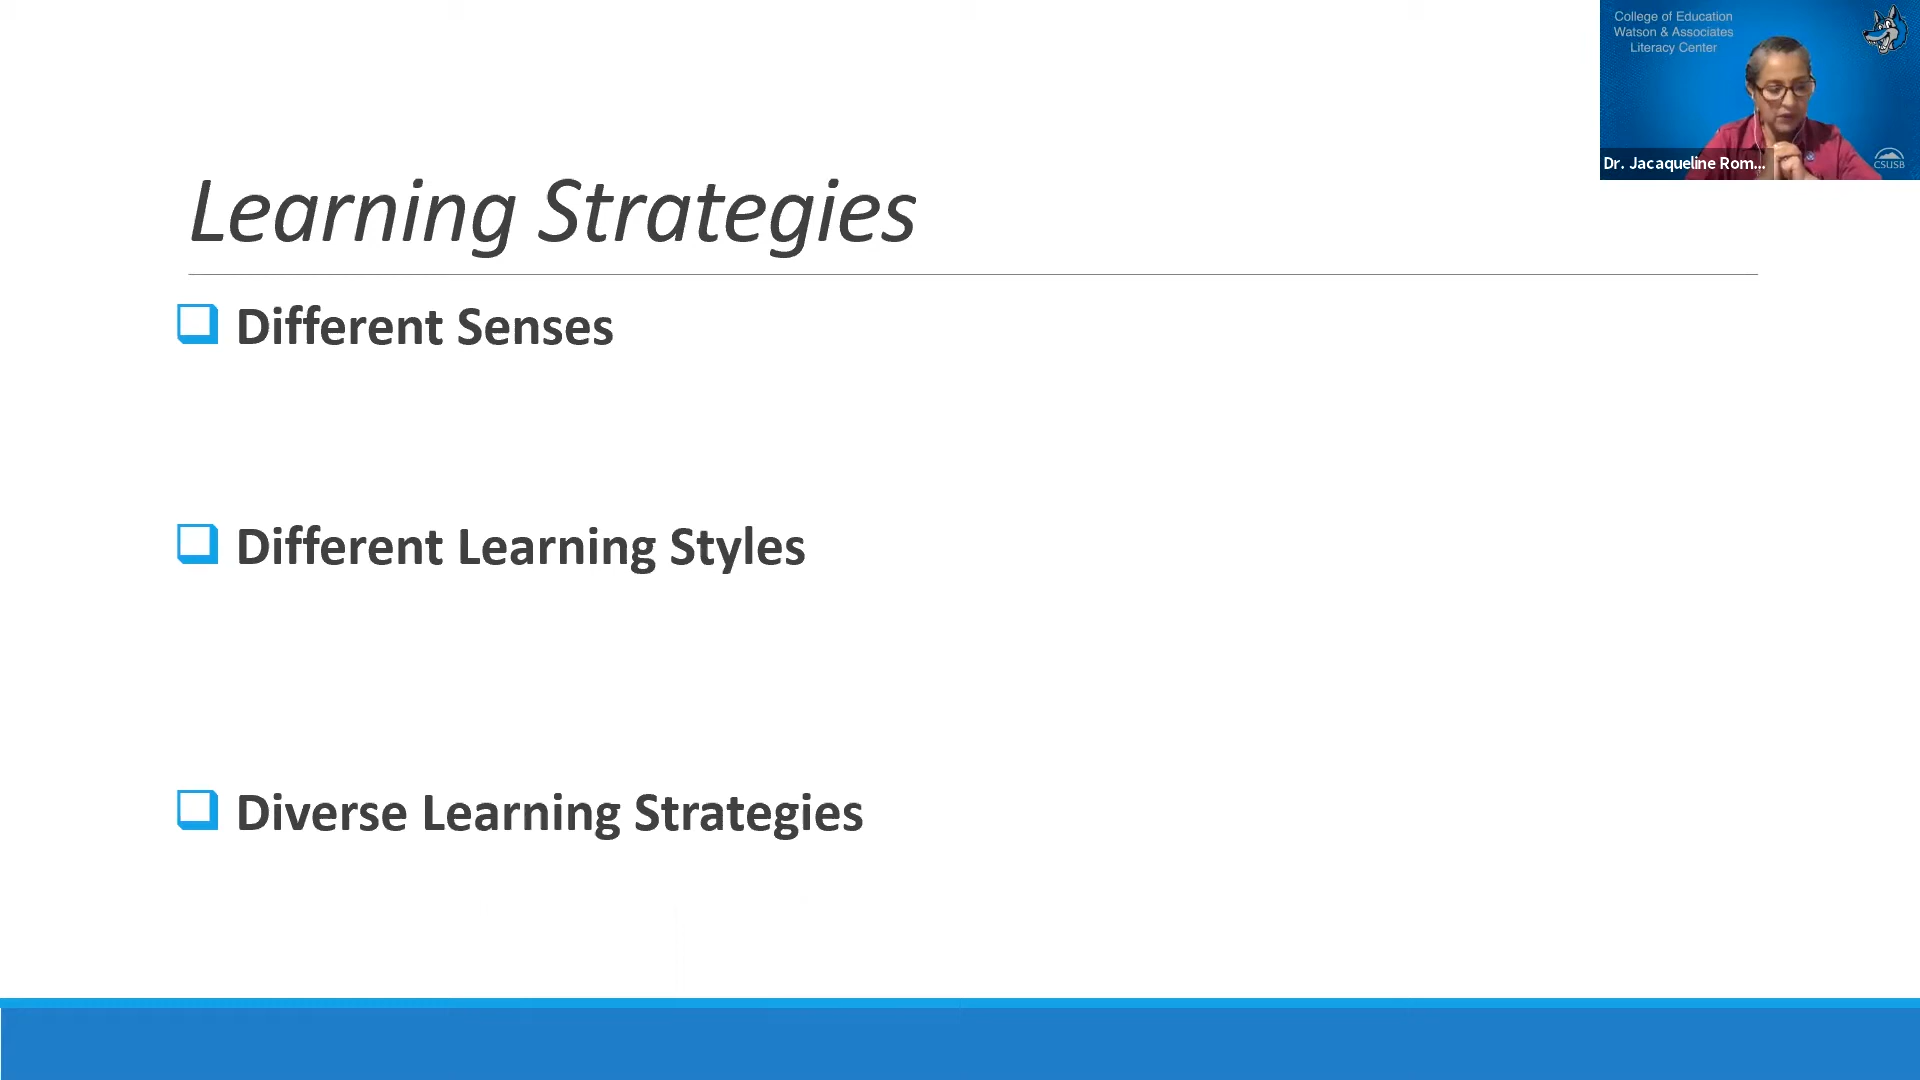 College of Education
Watson & Associates
Literacy Center
Dr. Jacaqueline Rom...
CSUSB
Learning Strategies
Different Senses
Different Learning Styles
Diverse Learning Strategies